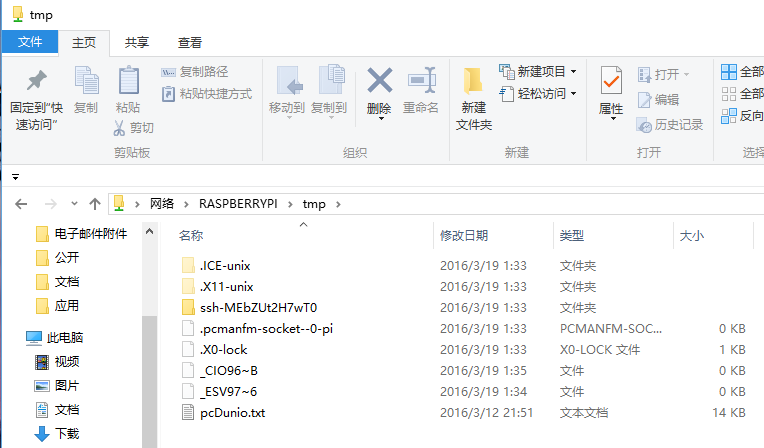 tmp
文件 主页 共享 查看
固定到"快速访问"
复制
粘贴
复制路径
粘贴快捷方式
剪切
剪贴板
移动到 复制到 删除 重命名
组织
新建文件夹
新建项目
轻松访问
新建
属性
打开
编辑
历史记录
打开
全部
全部
反向
选择
网络 RASPBERRYPI tmp
电子邮件附件
公开
文档
应用
此电脑
视频
图片
文档
下载
名称 修改日期 类型 大小
.ICE-unix 2016/3/19 1:33 文件夹
.X11-unix 2016/3/19 1:33 文件夹
ssh-MEbZUt2H7wT0 2016/3/19 1:33 文件夹
.pcmanfm-socket--0-pi 2016/3/19 1:33 PCMANFM-SOC... 0 KB
.X0-lock 2016/3/19 1:33 X0-LOCK 文件 1 KB
_CIO96~B 2016/3/19 1:35 文件 0 KB
_ESV97~6 2016/3/19 1:34 文件 0 KB
pcDunio.txt 2016/3/12 21:51 文本文档 14 KB